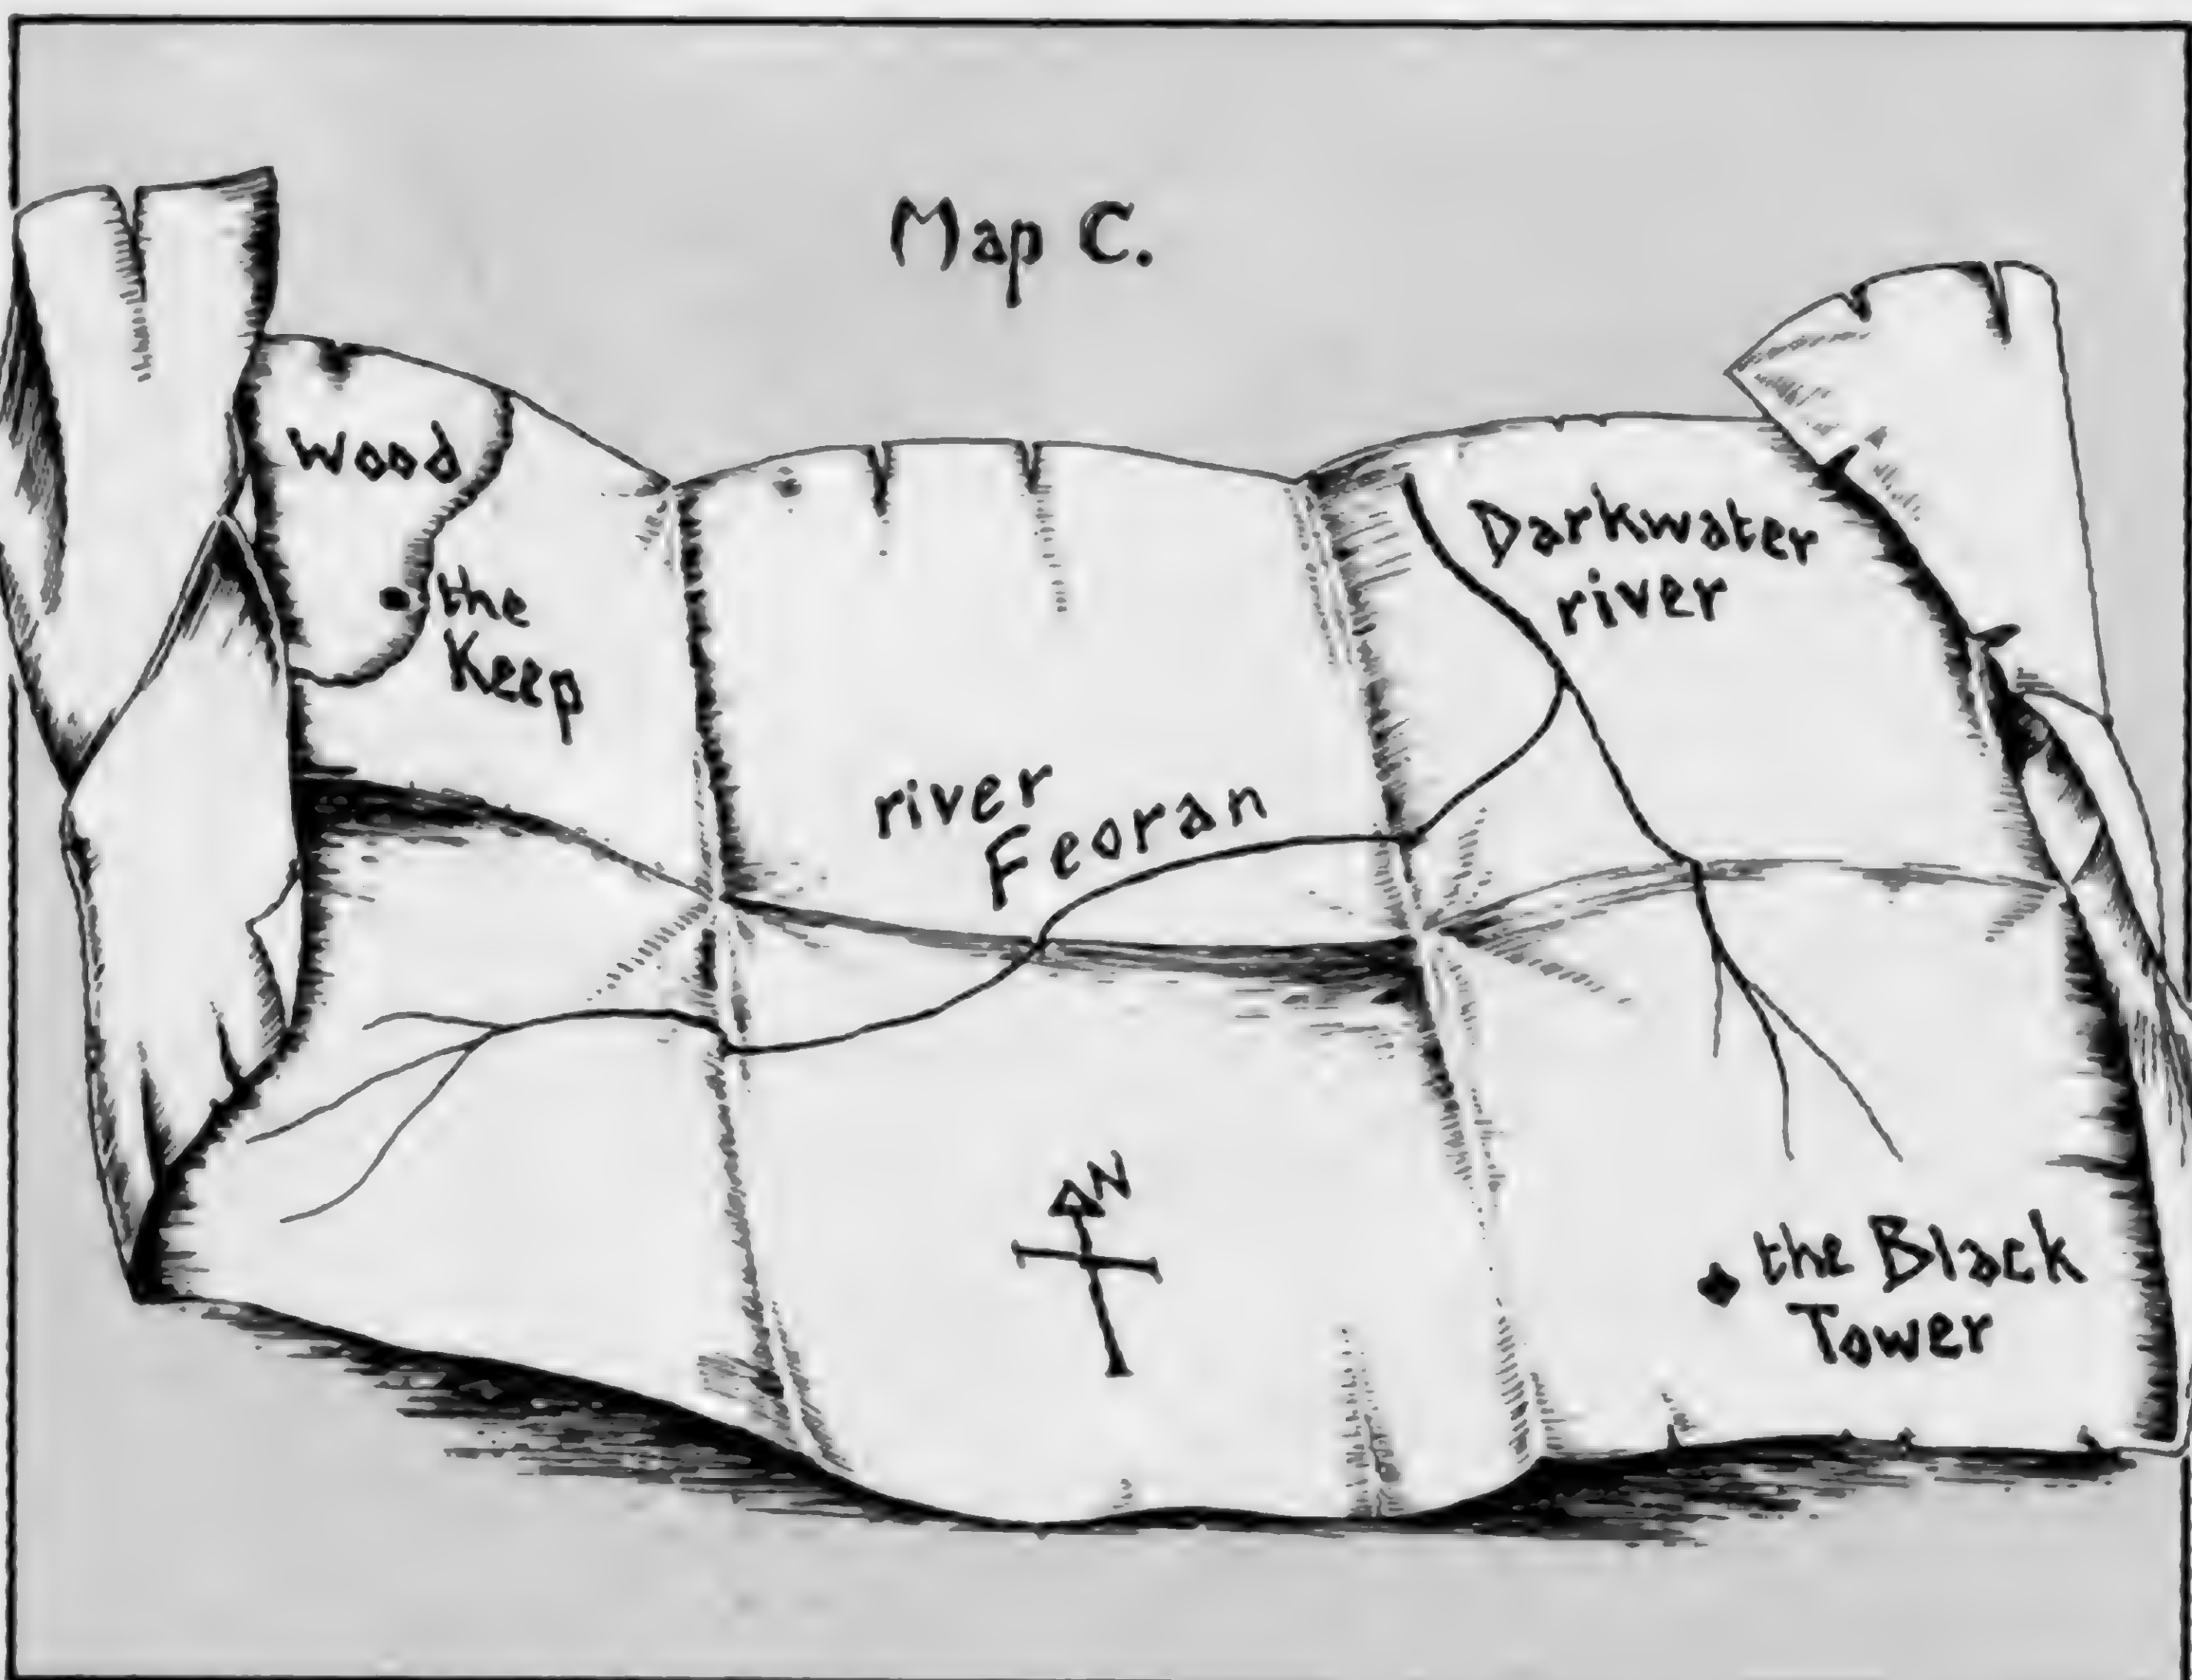 Map C.
Wood
the
Keep
Darkwater
river
river
Feoran
N
the Black
Tower